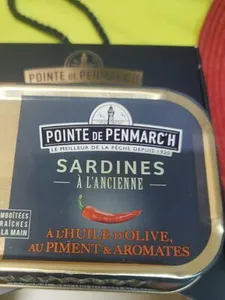 POINTE DE PENMARC'H
POINTE DE PENMARC'H
LE MEILLEUR DE LA PÊCHE DEPUIS 1920
SARDINES
À L'ANCIENNE
EMBOÎTÉES
FRAÎCHES
À LA MAIN
À L'HUILE D'OLIVE,
AU PIMENT & AROMATES